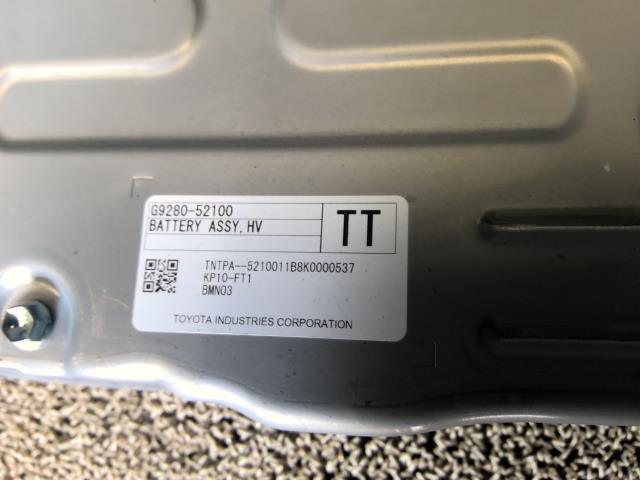 G9280-52100
BATTERY ASSY, HV
TT
TNTPA--5210011B8K0000537
KP10-FT1
BMN03
TOYOTA INDUSTRIES CORPORATION